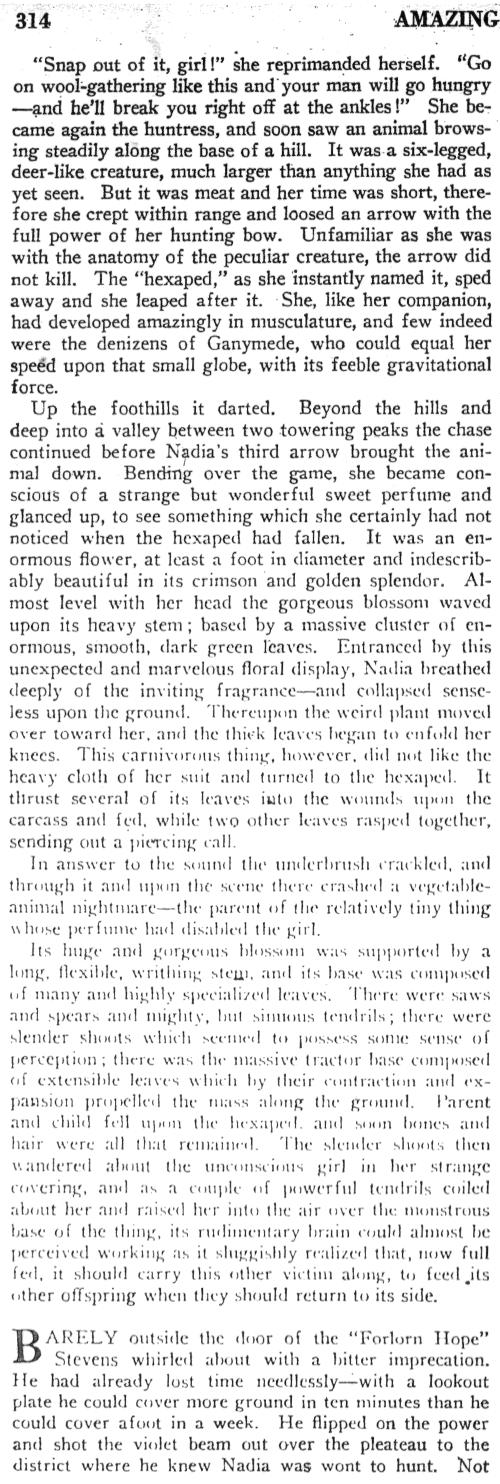 314 AMAZING
"Snap out of it, girl!" she reprimanded herself. "Go
on wool-gathering like this and your man will go hungry
—and he'll break you right off at the ankles!" She be-
came again the huntress, and soon saw an animal brows-
ing steadily along the base of a hill. It was a six-legged,
deer-like creature, much larger than anything she had as
yet seen. But it was meat and her time was short, there-
fore she crept within range and loosed an arrow with the
full power of her hunting bow. Unfamiliar as she was
with the anatomy of the peculiar creature, the arrow did
not kill. The "hexaped," as she instantly named it, sped
away and she leaped after it. She, like her companion,
had developed amazingly in musculature, and few indeed
were the denizens of Ganymede, who could equal her
speed upon that small globe, with its feeble gravitational
force.
Up the foothills it darted. Beyond the hills and
deep into a valley between two towering peaks the chase
continued before Nadia's third arrow brought the ani-
mal down. Bending over the game, she became con-
scious of a strange but wonderful sweet perfume and
glanced up, to see something which she certainly had not
noticed when the hexaped had fallen. It was an en-
ormous flower, at least a foot in diameter and indescrib-
ably beautiful in its crimson and golden splendor. Al-
most level with her head the gorgeous blossom waved
upon its heavy stem; based by a massive cluster of en-
ormous, smooth, dark green leaves. Entranced by this
unexpected and marvelous floral display, Nadia breathed
deeply of the inviting fragrance—and collapsed sense-
less upon the ground. Thereupon the weird plant moved
over toward her, and the thick leaves began to enfold her
knees. This carnivorous thing, however, did not like the
heavy cloth of her suit and turned to the hexaped. It
thrust several of its leaves into the wounds upon the
carcass and fed, while two other leaves rasped together,
sending out a piercing call.
In answer to the sound the underbrush crackled, and
through it and upon the scene there crashed a vegetable-
animal nightmare—the parent of the relatively tiny thing
whose perfume had disabled the girl.
Its huge and gorgeous blossom was supported by a
long, flexible, writhing stem, and its base was composed
of many and highly specialized leaves. There were saws
and spears and mighty, but sinuous tendrils; there were
slender shoots which seemed to possess some sense of
perception; there was the massive tractor base composed
of extensible leaves which by their contraction and ex-
pansion propelled the mass along the ground. Parent
and child fell upon the hexaped, and soon bones and
hair were all that remained. The slender shoots then
wandered about the unconscious girl in her strange
covering, and as a couple of powerful tendrils coiled
about her and raised her into the air over the monstrous
base of the thing, its rudimentary brain could almost be
perceived working as it sluggishly realized that, now full
fed, it should carry this other victim along, to feed its
other offspring when they should return to its side.
BARELY outside the door of the "Forlorn Hope"
Stevens whirled about with a bitter imprecation.
He had already lost time needlessly—with a lookout
plate he could cover more ground in ten minutes than he
could cover afoot in a week. He flipped on the power
and shot the violet beam out over the pleateau to the
district where he knew Nadia was wont to hunt. Not